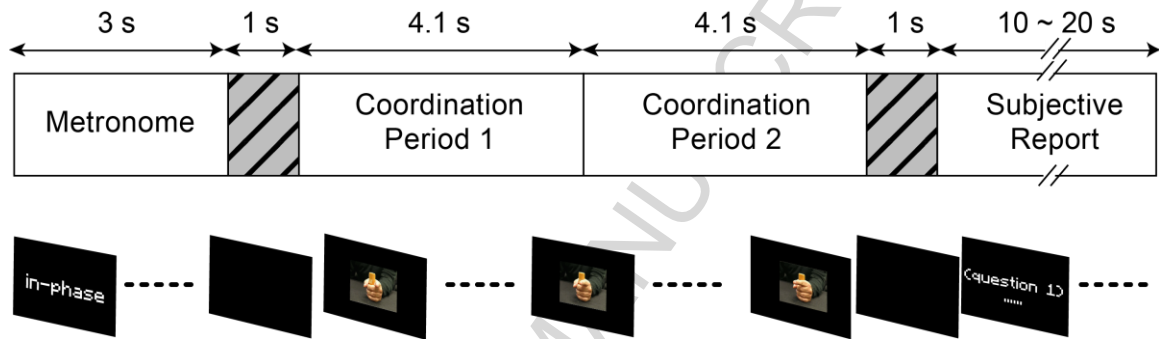 3 s 1 s 4.1 s 4.1 s 1 s 10 ~ 20 s
Metronome
Coordination
Period 1
Coordination
Period 2
Subjective
Report
in-phase
(question 1)
......
MANUSCR